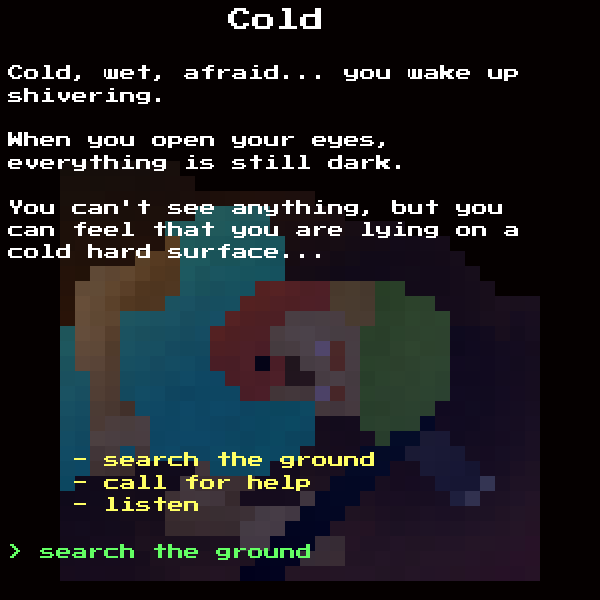 Cold
Cold, wet, afraid... you wake up
shivering.
When you open your eyes,
everything is still dark.
You can't see anything, but you
can feel that you are lying on a
cold hard surface...
- search the ground
- call for help
- listen
> search the ground